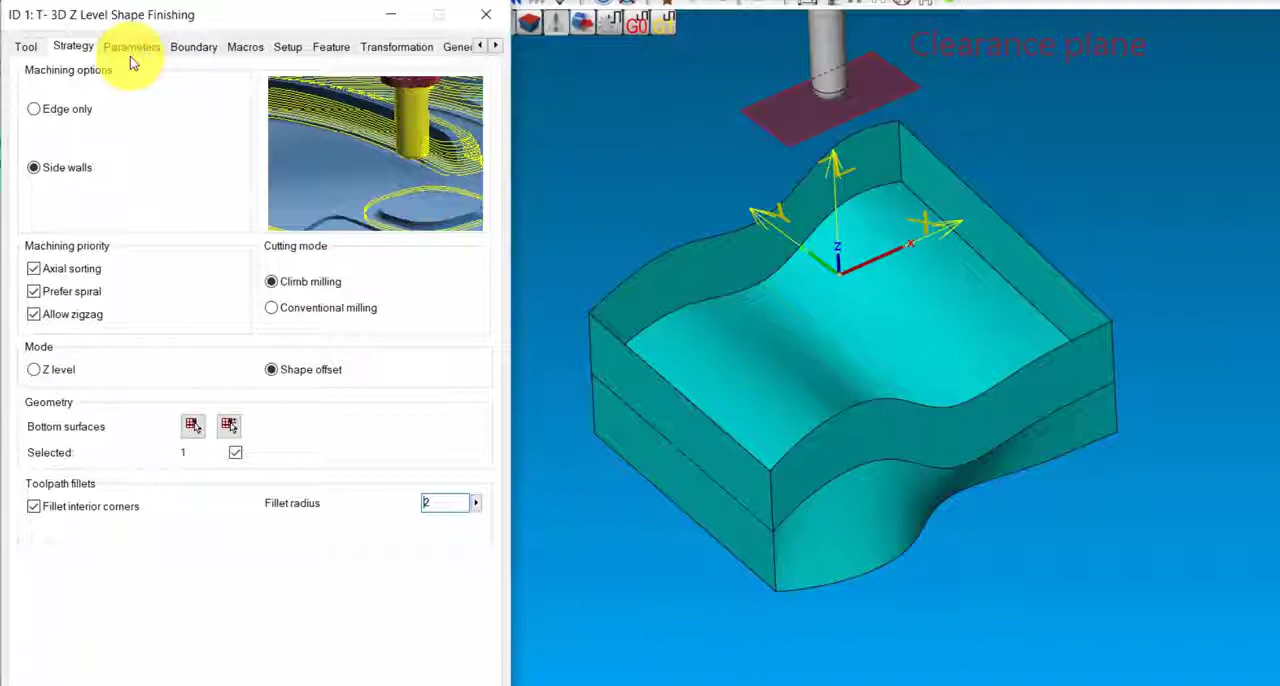 ID 1: T- 3D Z Level Shape Finishing
Tool Strategy Parameters Boundary Macros Setup Feature Transformation Gener
Machining options
Edge only
Side walls
Machining priority
Cutting mode
Axial sorting
Climb milling
Prefer spiral
Conventional milling
Allow zigzag
Mode
Z level
Shape offset
Geometry
Bottom surfaces
Selected: 1
Toolpath fillets
Fillet interior corners
Fillet radius 2
G0
Clearance plane
Z
Y
X
z
x